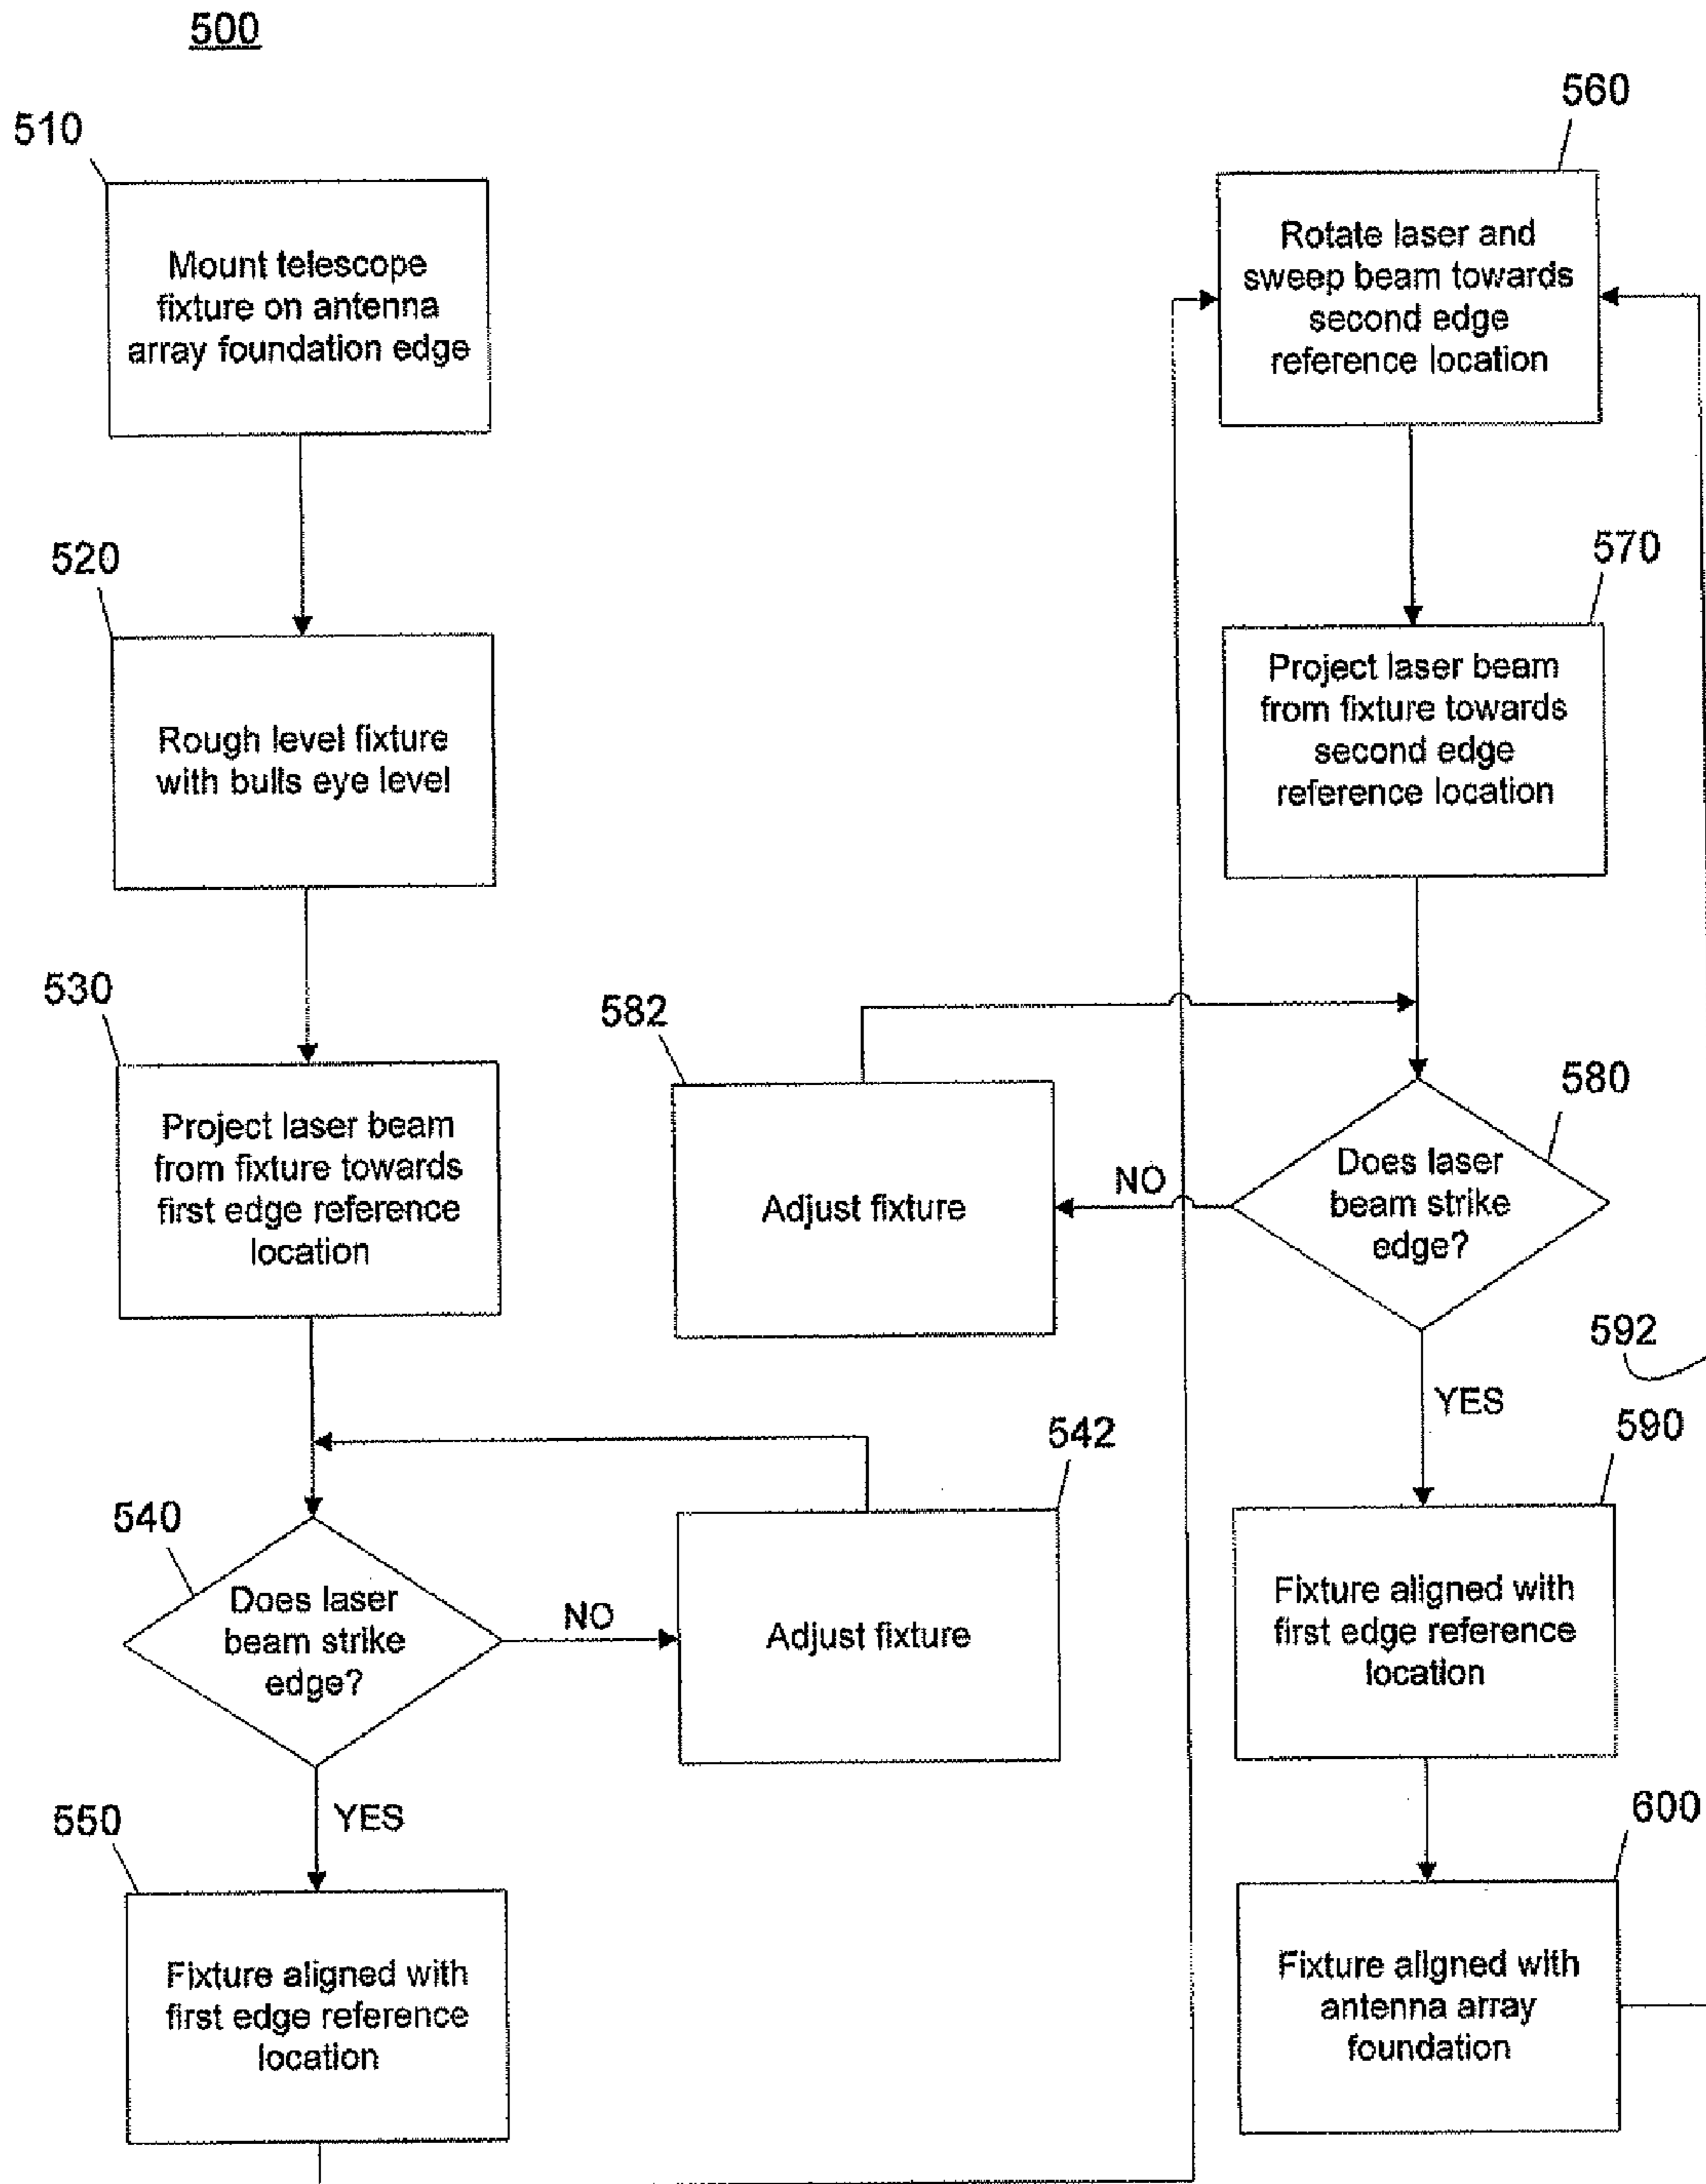 500
510
Mount telescope
fixture on antenna
array foundation edge
520
Rough level fixture
with bulls eye level
530
Project laser beam
from fixture towards
first edge reference
location
540
Does laser
beam strike
edge?
NO
542
Adjust fixture
YES
550
Fixture aligned with
first edge reference
location
560
Rotate laser and
sweep beam towards
second edge
reference location
570
Project laser beam
from fixture towards
second edge
reference location
580
Does laser
beam strike
edge?
NO
582
Adjust fixture
YES
592
590
Fixture aligned with
first edge reference
location
600
Fixture aligned with
antenna array
foundation